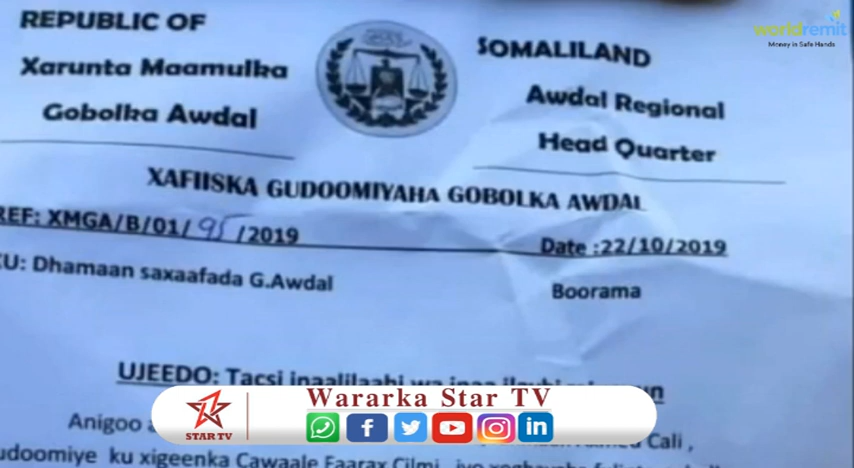 REPUBLIC OF
SOMALILAND
Xarunta Maamulka
Gobolka Awdal
Awdal Regional
Head Quarter
worldremit
Money in Safe Hands
XAFIISKA GUDOOMIYAHA GOBOLKA AWDAL
REF: XMGA/B/01/95/2019
Date :22/10/2019
KU: Dhamaan saxaafada G.Awdal
Boorama
UJEEDO: Tacsi
Anigoo
Cali ,
ku xigeenka Cawaale Faarax Cilmi
Wararka Star TV
STAR TV